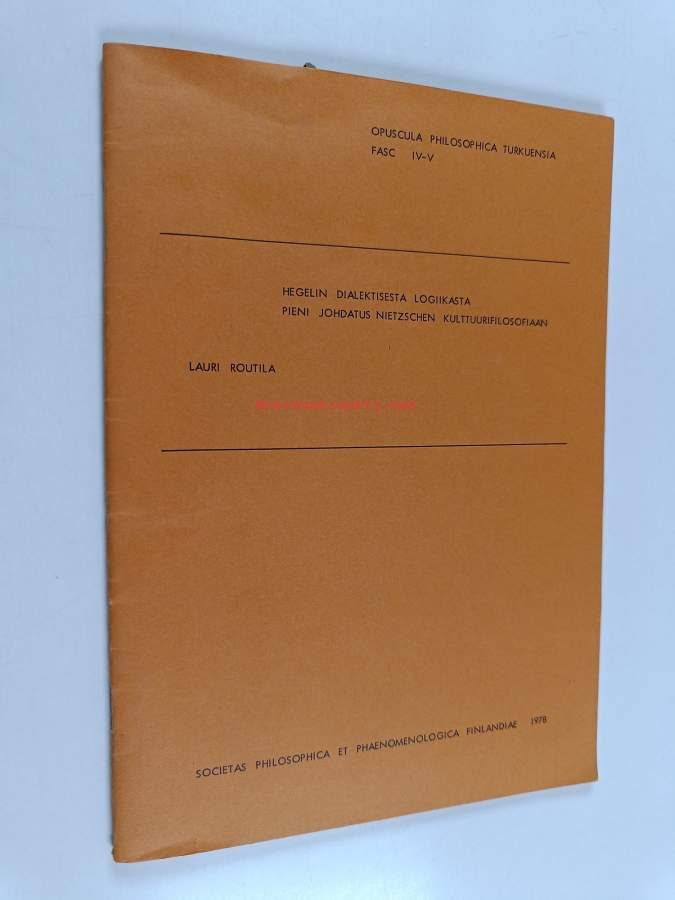 OPUSCULA PHILOSOPHICA TURKUENSIA
FASC IV-V
HEGELIN DIALEKTISESTA LOGIIKASTA
PIENI JOHDATUS NIETZSCHEN KULTTUURIFILOSOFIAAN
LAURI ROUTILA
SOCIETAS PHILOSOPHICA ET PHAENOMENOLOGICA FINLANDIAE 1978